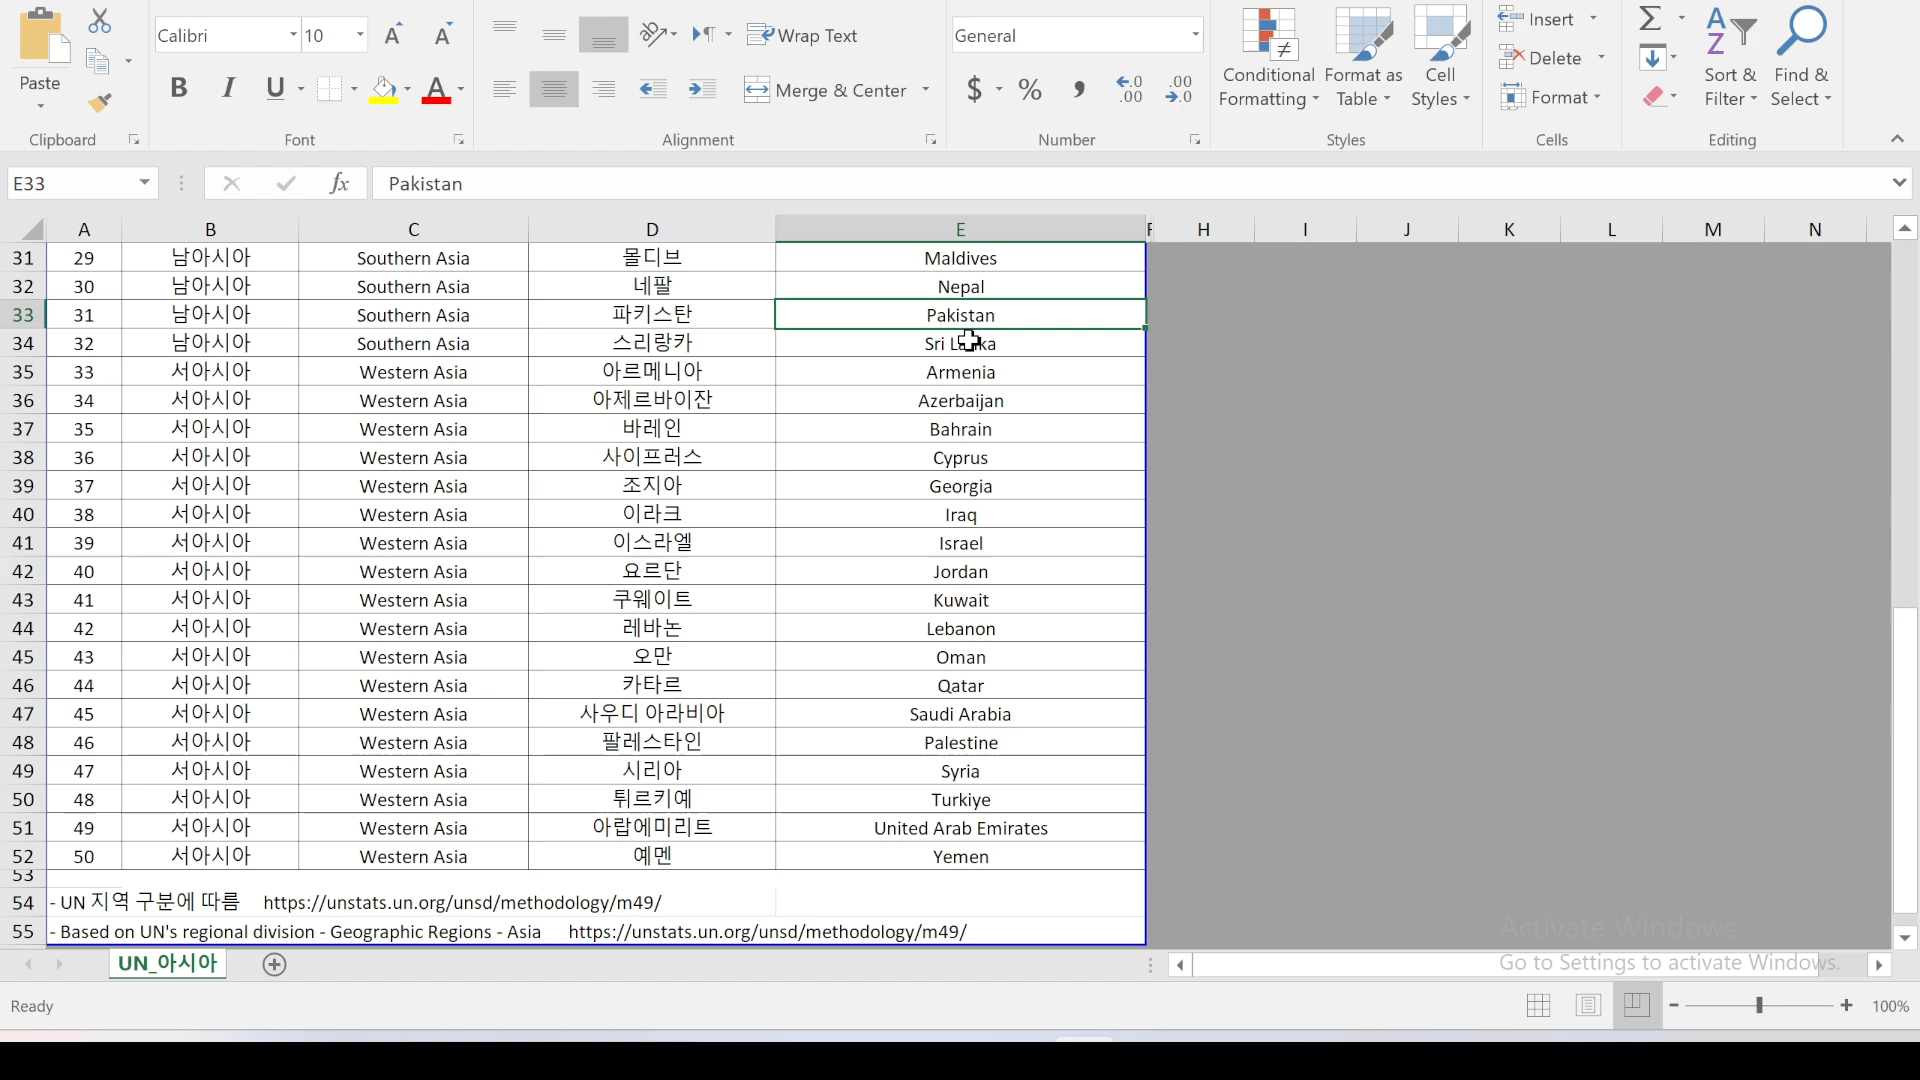 Calibri 10 Wrap Text General Insert
Paste B I U A Merge & Center $ % , Conditional Formatting Format as Table Cell Styles Delete Format Sort & Filter Find & Select
Clipboard Font Alignment Number Styles Cells Editing
E33 fx Pakistan
A B C D E F H I J K L M N
31 29 남아시아 Southern Asia 몰디브 Maldives
32 30 남아시아 Southern Asia 네팔 Nepal
33 31 남아시아 Southern Asia 파키스탄 Pakistan
34 32 남아시아 Southern Asia 스리랑카 Sri Lanka
35 33 서아시아 Western Asia 아르메니아 Armenia
36 34 서아시아 Western Asia 아제르바이잔 Azerbaijan
37 35 서아시아 Western Asia 바레인 Bahrain
38 36 서아시아 Western Asia 사이프러스 Cyprus
39 37 서아시아 Western Asia 조지아 Georgia
40 38 서아시아 Western Asia 이라크 Iraq
41 39 서아시아 Western Asia 이스라엘 Israel
42 40 서아시아 Western Asia 요르단 Jordan
43 41 서아시아 Western Asia 쿠웨이트 Kuwait
44 42 서아시아 Western Asia 레바논 Lebanon
45 43 서아시아 Western Asia 오만 Oman
46 44 서아시아 Western Asia 카타르 Qatar
47 45 서아시아 Western Asia 사우디 아라비아 Saudi Arabia
48 46 서아시아 Western Asia 팔레스타인 Palestine
49 47 서아시아 Western Asia 시리아 Syria
50 48 서아시아 Western Asia 튀르키예 Turkiye
51 49 서아시아 Western Asia 아랍에미리트 United Arab Emirates
52 50 서아시아 Western Asia 예멘 Yemen
53
54 - UN 지역 구분에 따름 https://unstats.un.org/unsd/methodology/m49/
55 - Based on UN's regional division - Geographic Regions - Asia https://unstats.un.org/unsd/methodology/m49/
Activate Windows
Go to Settings to activate Windows.
UN_아시아
Ready 100%